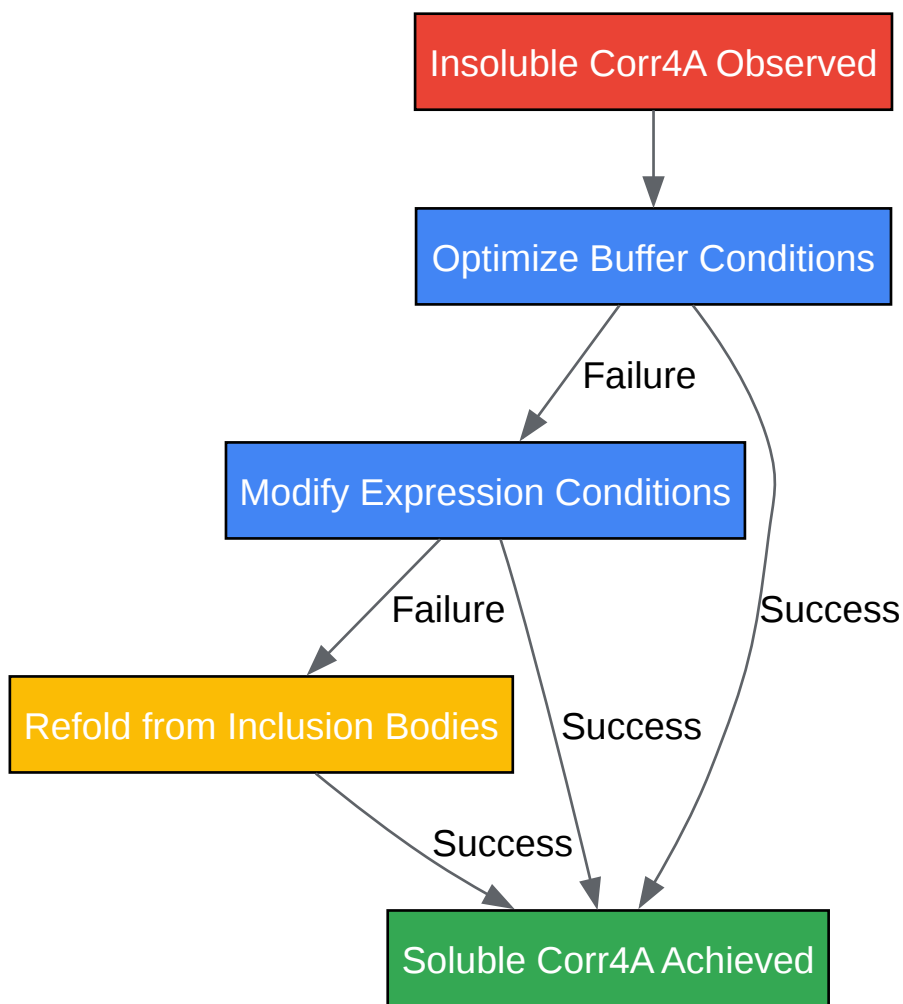 Insoluble Corr4A Observed
Optimize Buffer Conditions
Failure
Modify Expression Conditions
Failure
Success
Refold from Inclusion Bodies
Success
Success
Soluble Corr4A Achieved